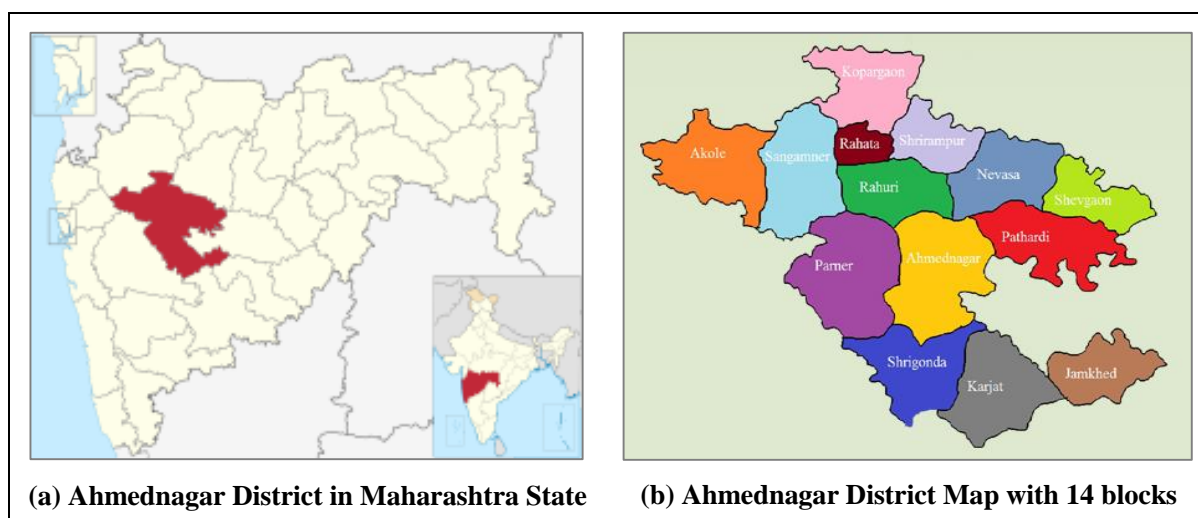 Kopargaon
Akole
Sangamner
Rahata
Shrirampur
Rahuri
Nevasa
Shevgaon
Pathardi
Parner
Ahmednagar
Shrigonda
Karjat
Jamkhed
(a) Ahmednagar District in Maharashtra State
(b) Ahmednagar District Map with 14 blocks